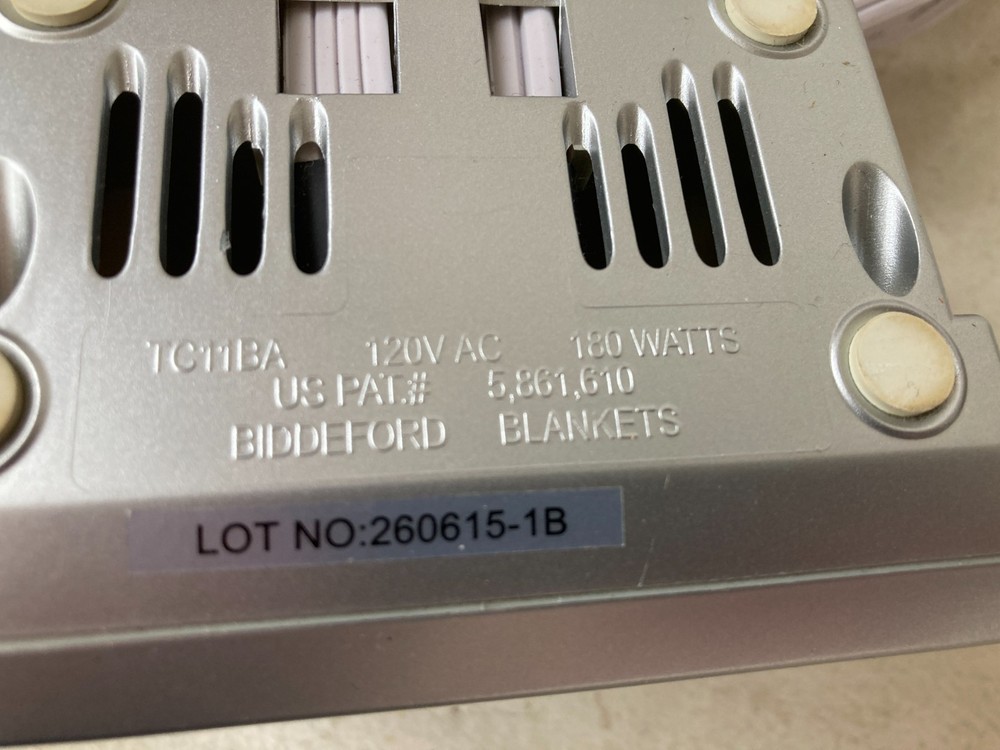 TC11BA 120V AC 180 WATTS
US PAT.# 5,861,610
BIDDEFORD BLANKETS
LOT NO:260615-1B